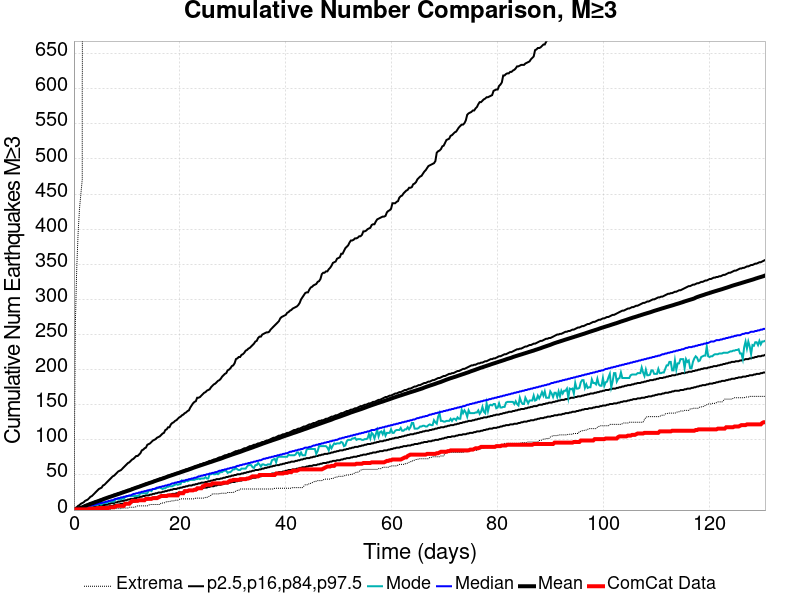 Cumulative Number Comparison, M≥3
Cumulative Num Earthquakes M≥3
650
600
550
500
450
400
350
300
250
200
150
100
50
0
0 20 40 60 80 100 120
Time (days)
Extrema p2.5,p16,p84,p97.5 Mode Median Mean ComCat Data